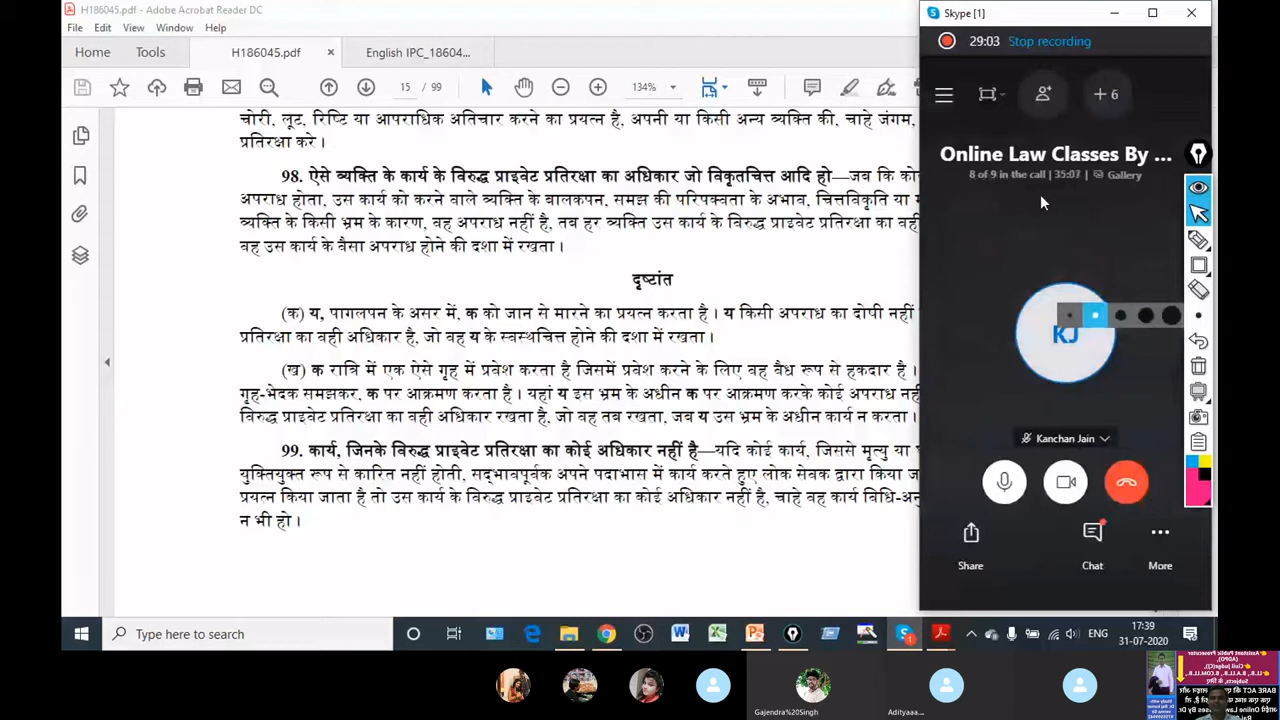 H186045.pdf - Adobe Acrobat Reader DC
File Edit View Window Help
Home Tools H186045.pdf × English IPC_18604...
15 / 99 134%
चोरी, लूट, रिष्टि या आपराधिक अतिचार करने का प्रयत्न है, अपनी या किसी अन्य व्यक्ति की, चाहे जंगम,
प्रतिरक्षा करे ।
98. ऐसे व्यक्ति के कार्य के विरुद्ध प्राइवेट प्रतिरक्षा का अधिकार जो विकृतचित्त आदि हो—जब कि को
अपराध होता, उस कार्य को करने वाले व्यक्ति के बालकपन, समझ की परिपक्वता के अभाव, चित्तविकृति या म
व्यक्ति के किसी भ्रम के कारण, वह अपराध नहीं है, तब हर व्यक्ति उस कार्य के विरुद्ध प्राइवेट प्रतिरक्षा का वही
वह उस कार्य के वैसा अपराध होने की दशा में रखता ।
दृष्टांत
(क) य, पागलपन के असर में, क को जान से मारने का प्रयत्न करता है । य किसी अपराध का दोषी नहीं
प्रतिरक्षा का वही अधिकार है, जो वह य के स्वस्थचित्त होने की दशा में रखता ।
(ख) क रात्रि में एक ऐसे गृह में प्रवेश करता है जिसमें प्रवेश करने के लिए वह वैध रूप से हकदार है ।
गृह-भेदक समझकर, क पर आक्रमण करता है । यहां य इस भ्रम के अधीन क पर आक्रमण करके कोई अपराध नही
विरुद्ध प्राइवेट प्रतिरक्षा का वही अधिकार रखता है, जो वह तब रखता, जब य उस भ्रम के अधीन कार्य न करता ।
99. कार्य, जिनके विरुद्ध प्राइवेट प्रतिरक्षा का कोई अधिकार नहीं है—यदि कोई कार्य, जिससे मृत्यु या
युक्तियुक्त रूप से कारित नहीं होती, सद्भावपूर्वक अपने पदाभास में कार्य करते हुए लोक सेवक द्वारा किया ज
प्रयत्न किया जाता है तो उस कार्य के विरुद्ध प्राइवेट प्रतिरक्षा का कोई अधिकार नहीं है, चाहे वह कार्य विधि-अनु
न भी हो ।
Skype [1]
29:03 Stop recording
+ 6
Online Law Classes By ...
8 of 9 in the call | 35:07 | Gallery
KJ
Kanchan Jain
Share Chat More
Type here to search
ENG
17:39
31-07-2020
Gajendra%20Singh
Adityaaa...